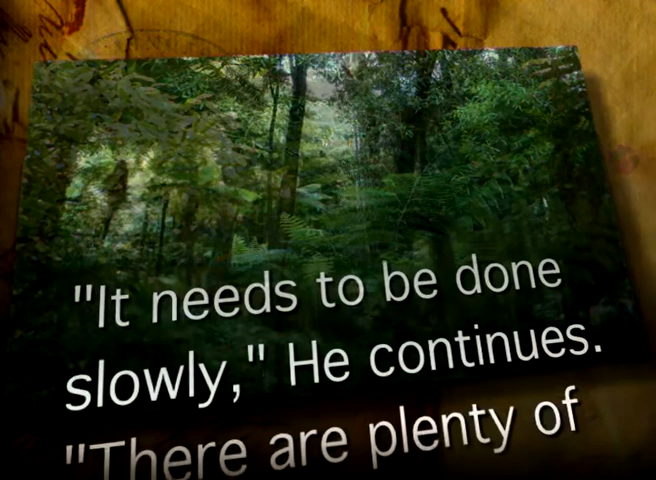 "It needs to be done
slowly," He continues.
"There are plenty of